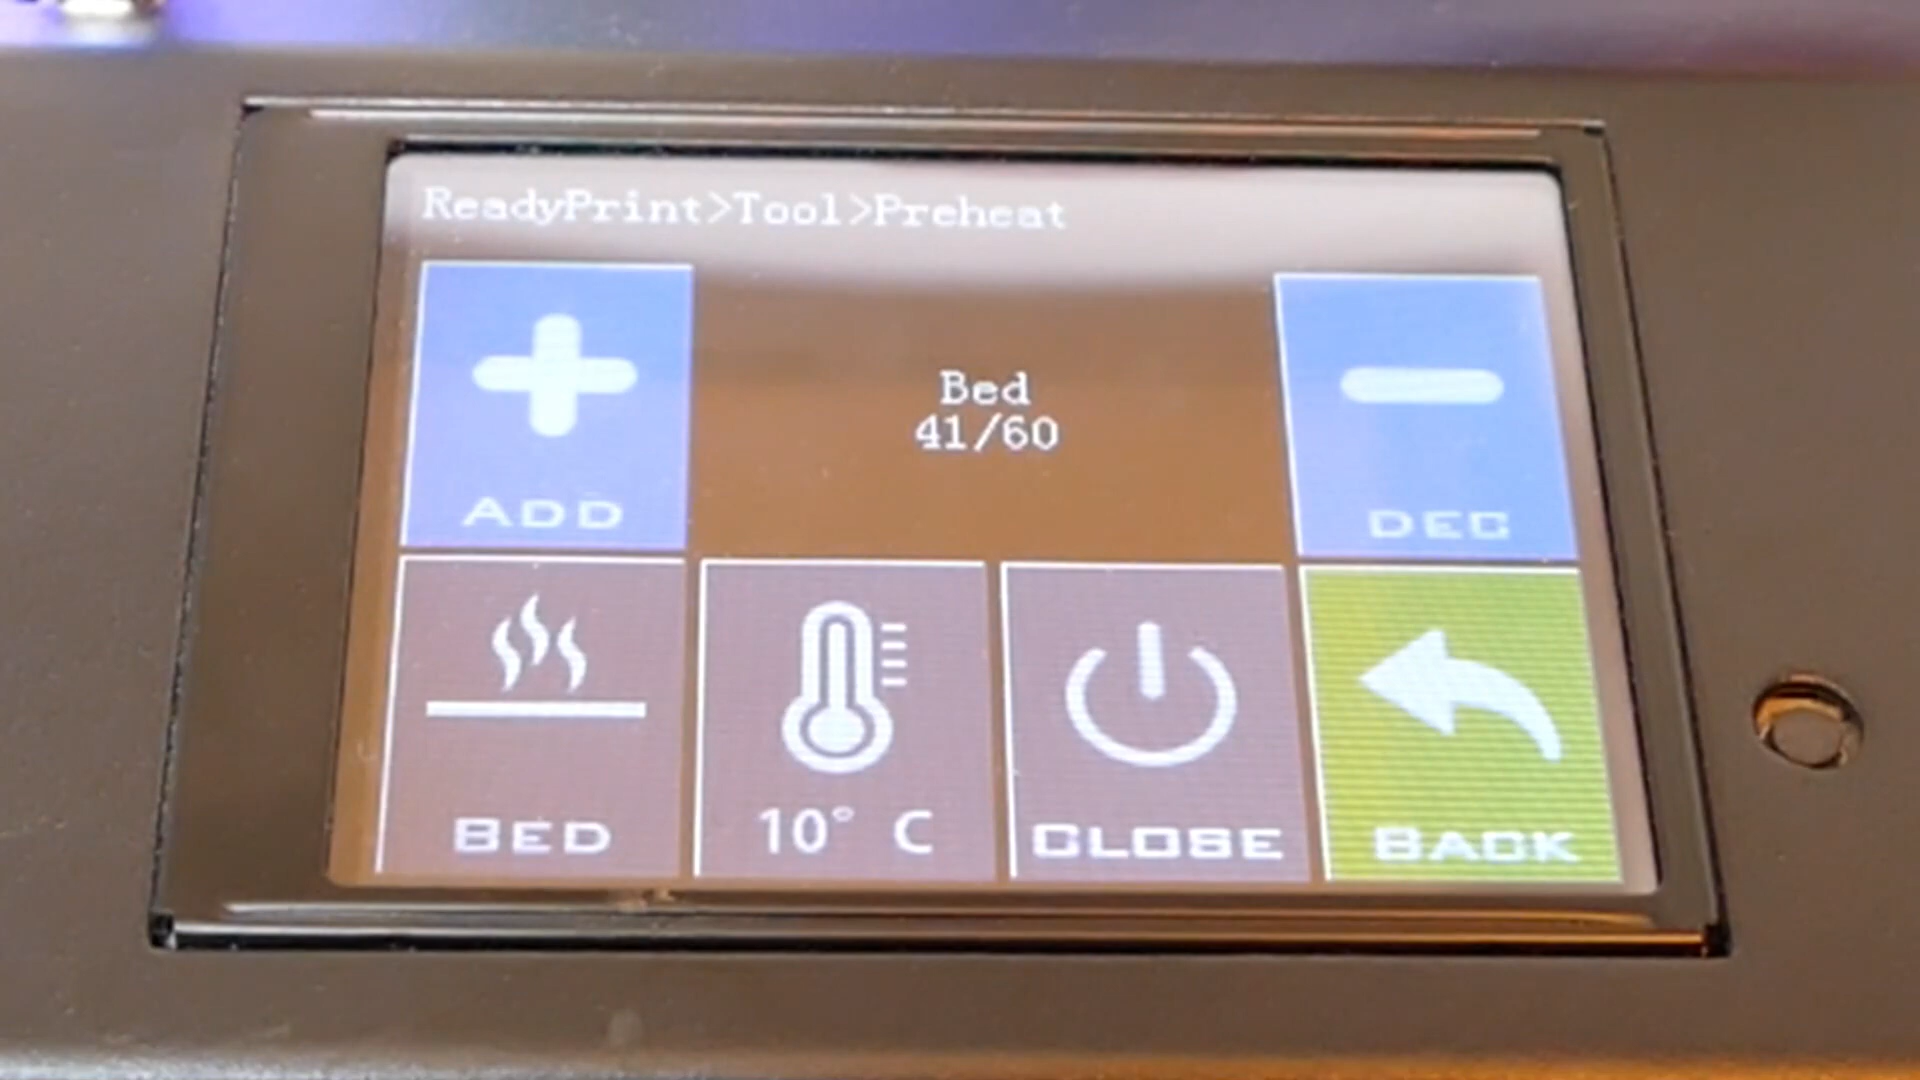 ReadyPrint>Tool>Preheat
ADD
Bed
41/60
DEC
BED
10° C
CLOSE
BACK